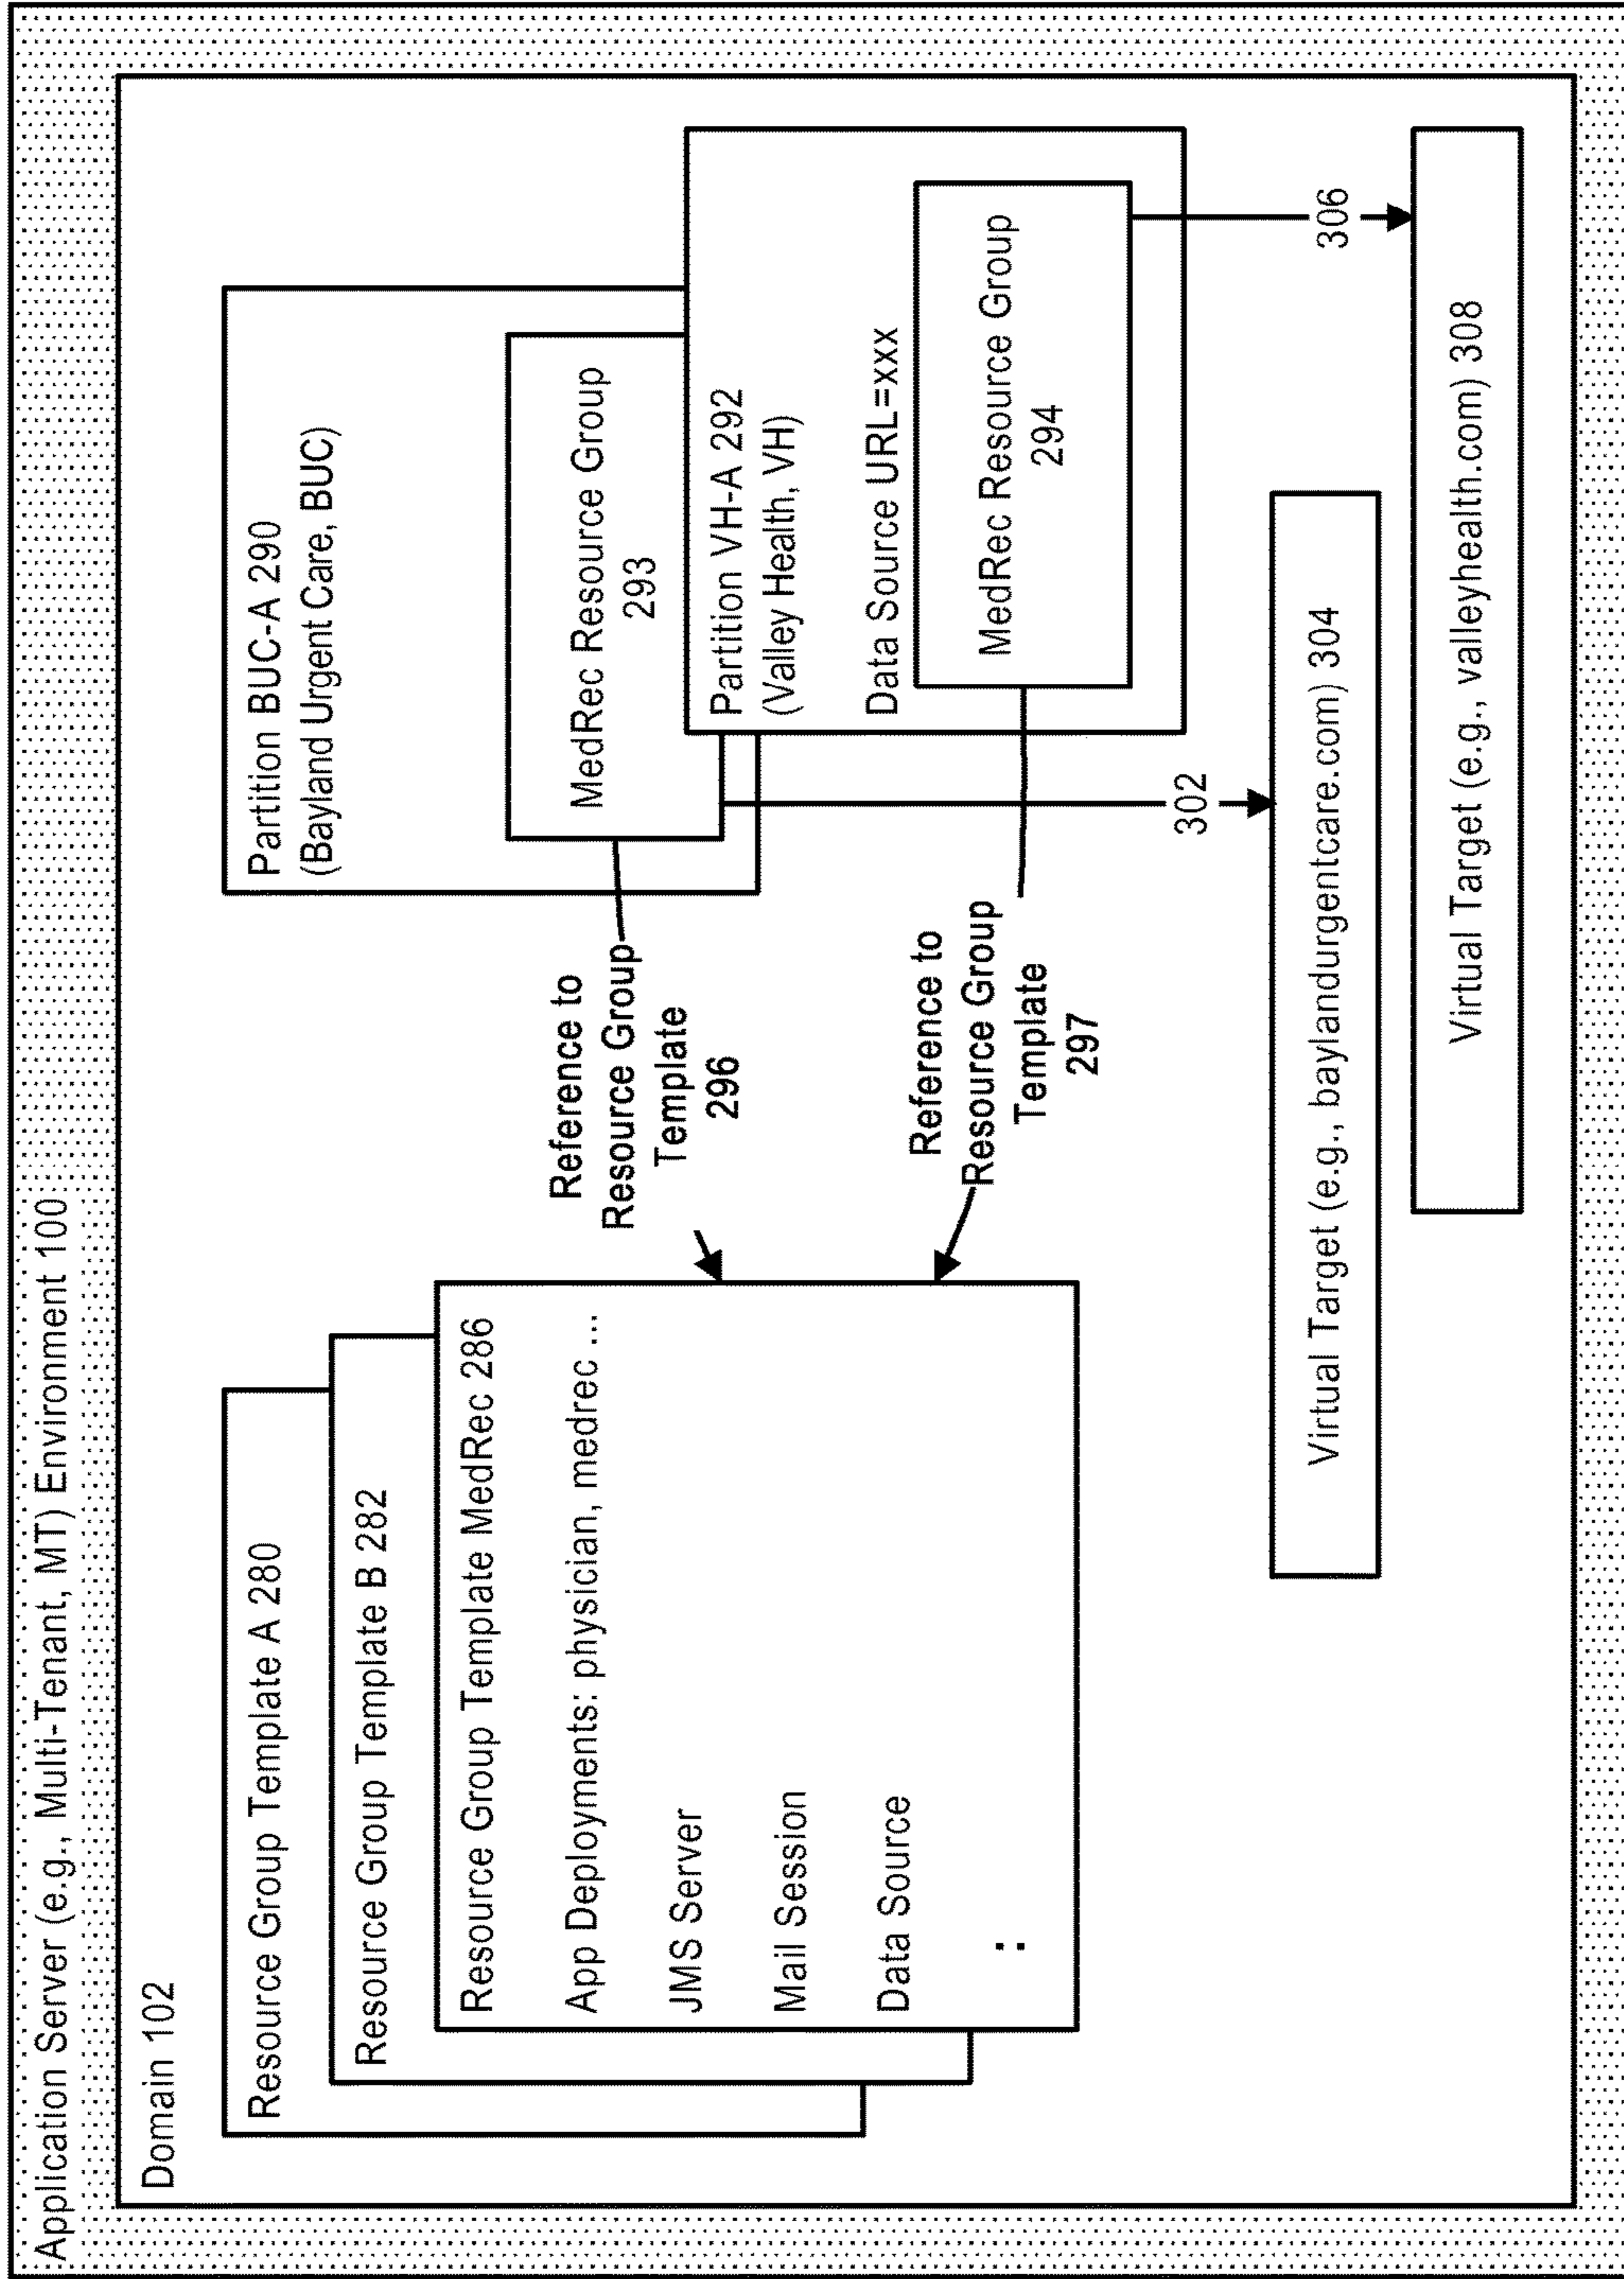 Application Server (e.g., Multi-Tenant, MT) Environment 100
Domain 102
Resource Group Template A 280
Resource Group Template B 282
Resource Group Template MedRec 286
App Deployments: physician, medrec ...
JMS Server
Mail Session
Data Source
:
Reference to
Resource Group
Template
296
Reference to
Resource Group
Template
297
Partition BUC-A 290
(Bayland Urgent Care, BUC)
MedRec Resource Group
293
Partition VH-A 292
(Valley Health, VH)
Data Source URL=xxx
MedRec Resource Group
294
302
306
Virtual Target (e.g., baylandurgentcare.com) 304
Virtual Target (e.g., valleyhealth.com) 308